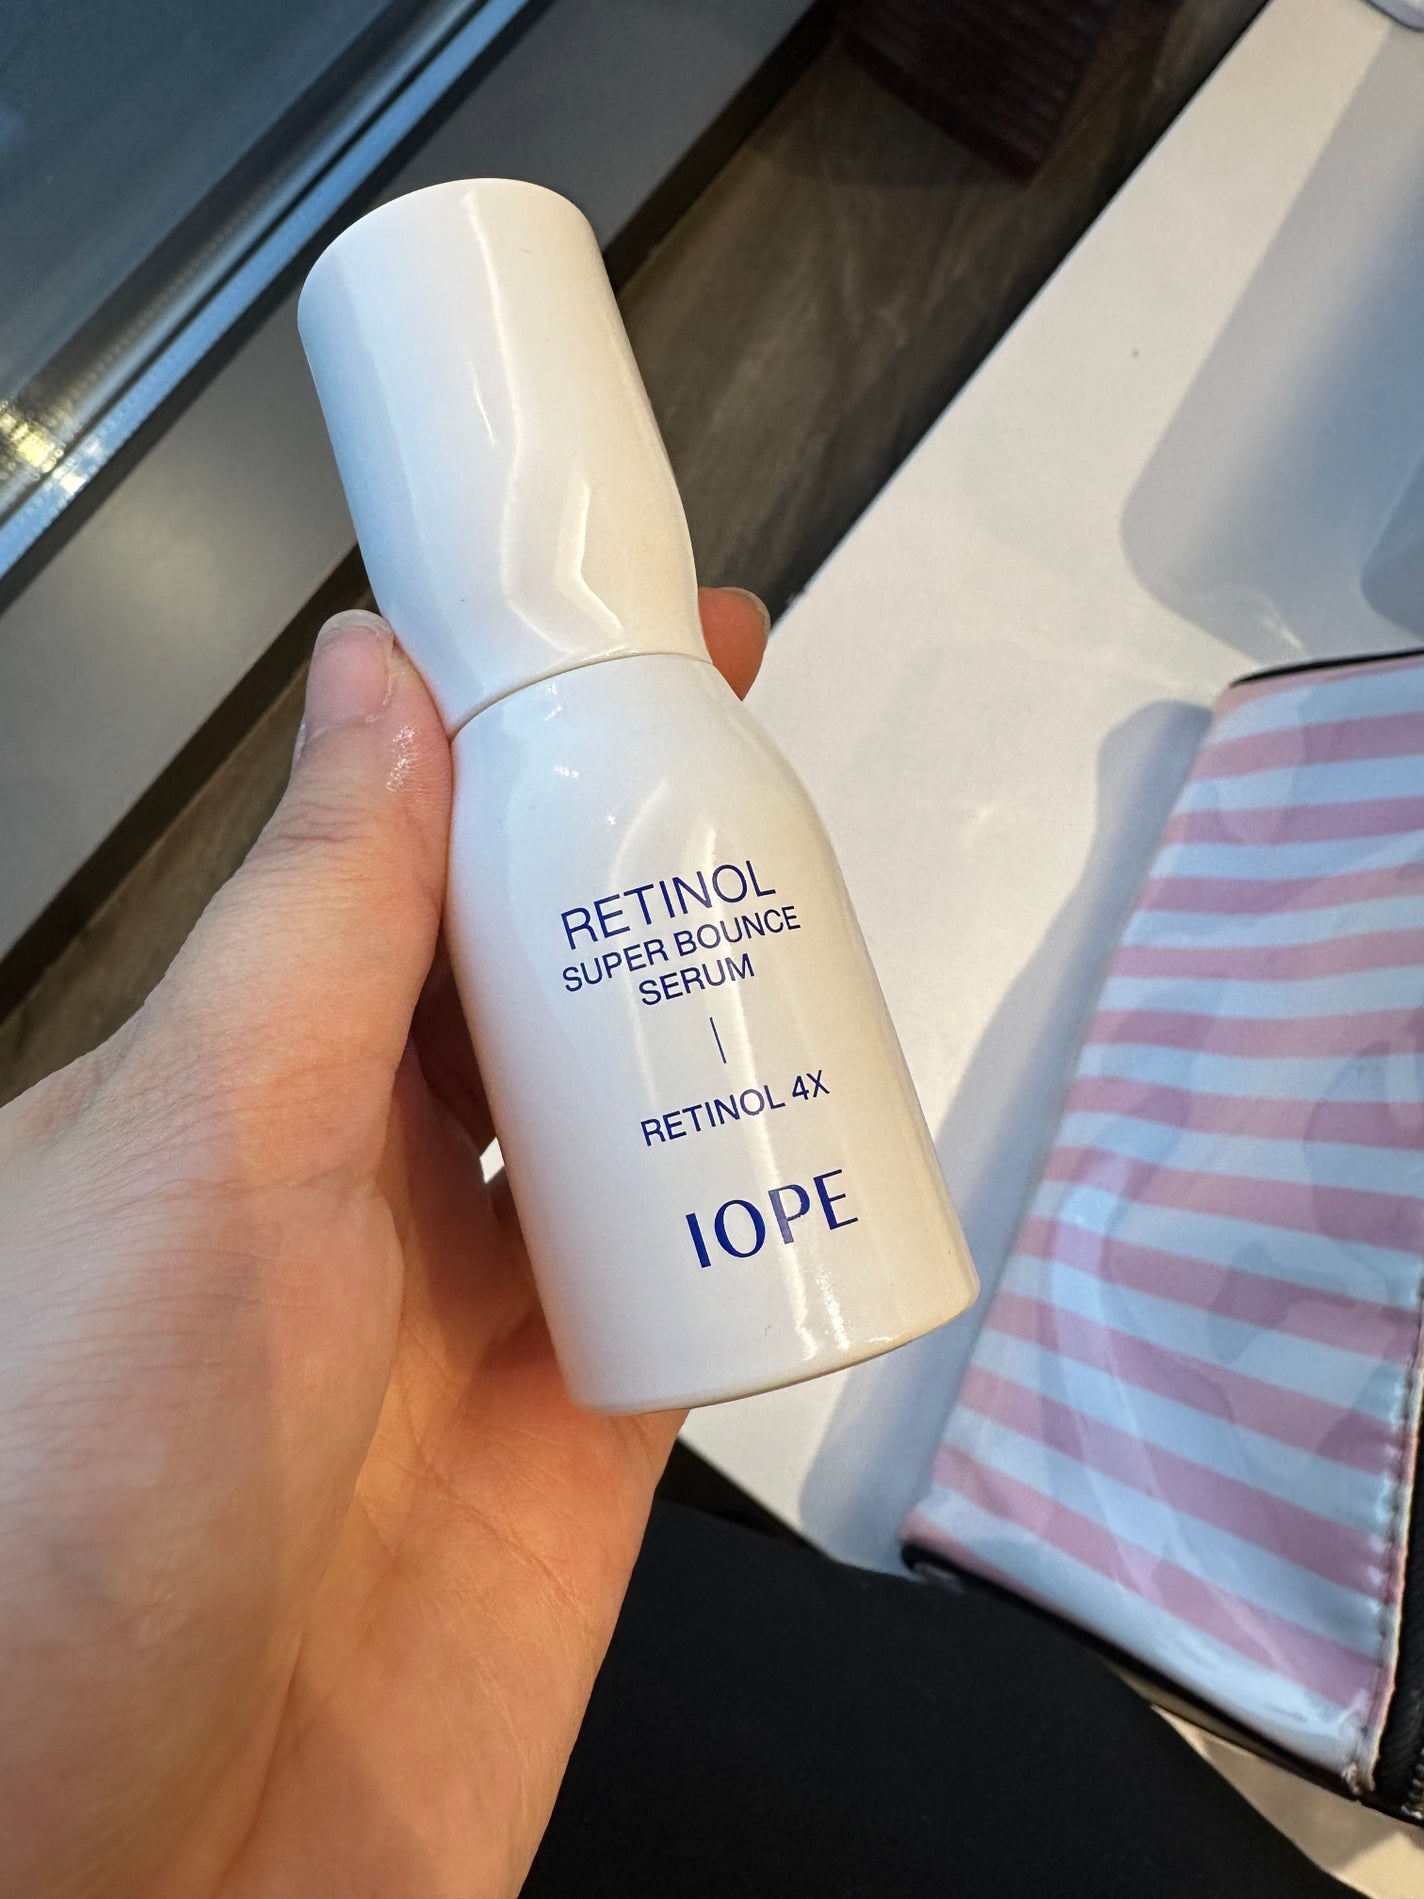 RETINOL
SUPER BOUNCE
SERUM
RETINOL 4X
IOPE